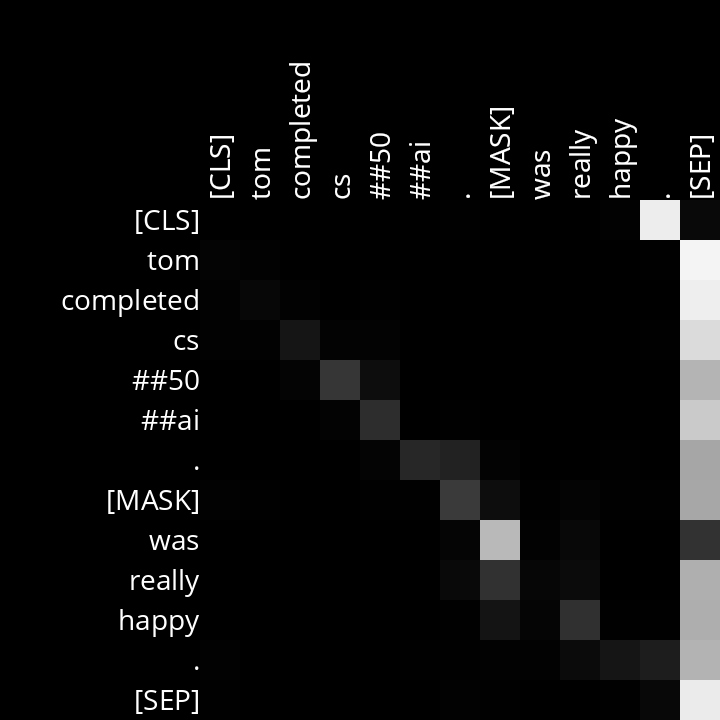 [CLS]
tom
completed
cs
##50
##ai
.
[MASK]
was
really
happy
.
[SEP]
[CLS]
tom
completed
cs
##50
##ai
.
[MASK]
was
really
happy
.
[SEP]